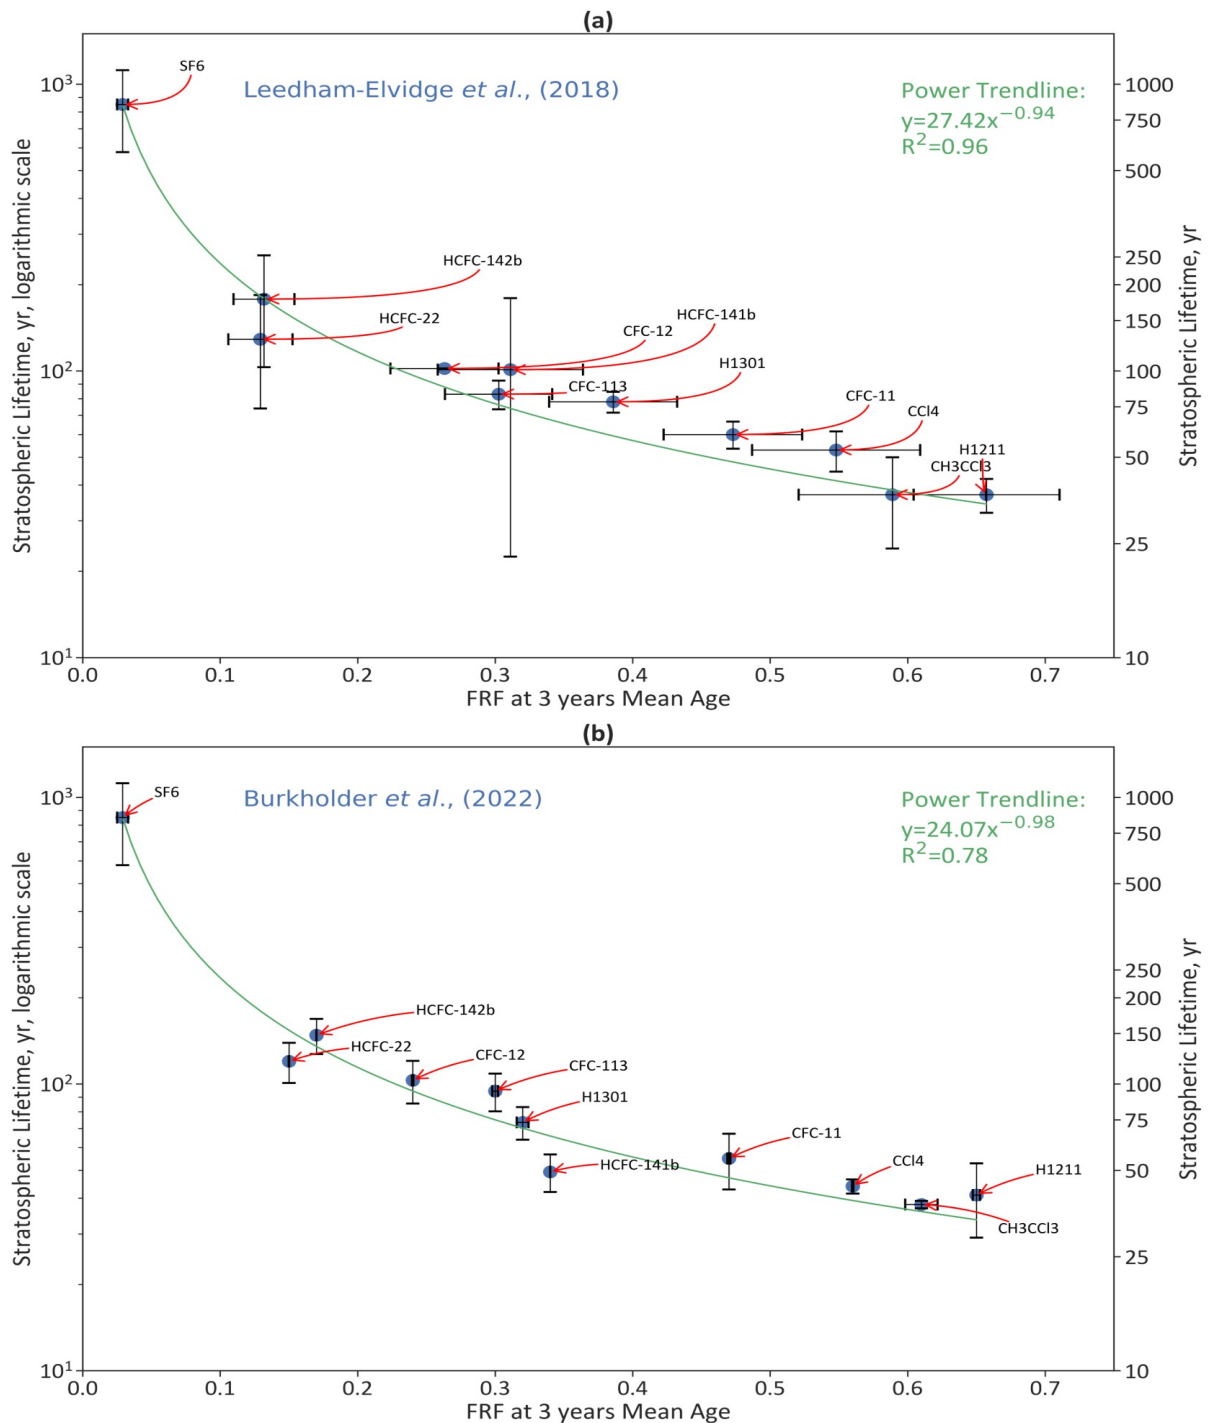 (a)
Stratospheric Lifetime, yr, logarithmic scale
10³
10²
10¹
Leedham-Elvidge et al., (2018)
Power Trendline:
y=27.42x⁻⁰·⁹⁴
R²=0.96
SF6
HCFC-142b
HCFC-22
CFC-12
HCFC-141b
CFC-113
H1301
CFC-11
CCl4
H1211
CH3CCl3
1000
750
500
250
200
150
100
75
50
25
10
Stratospheric Lifetime, yr
0.0 0.1 0.2 0.3 0.4 0.5 0.6 0.7
FRF at 3 years Mean Age
(b)
Stratospheric Lifetime, yr, logarithmic scale
10³
10²
10¹
Burkholder et al., (2022)
Power Trendline:
y=24.07x⁻⁰·⁹⁸
R²=0.78
SF6
HCFC-142b
HCFC-22
CFC-12
CFC-113
H1301
HCFC-141b
CFC-11
CCl4
H1211
CH3CCl3
1000
750
500
250
200
150
100
75
50
25
10
Stratospheric Lifetime, yr
0.0 0.1 0.2 0.3 0.4 0.5 0.6 0.7
FRF at 3 years Mean Age